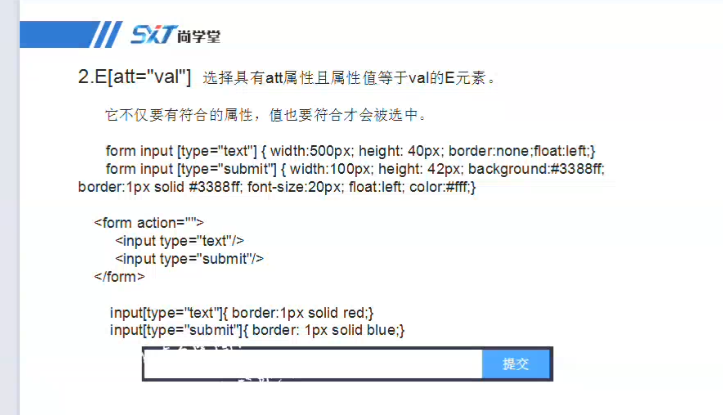 SXT 尚学堂
2.E[att="val"] 选择具有att属性且属性值等于val的E元素。
它不仅要有符合的属性，值也要符合才会被选中。
form input [type="text"] { width:500px; height: 40px; border:none;float:left;}
form input [type="submit"] { width:100px; height: 42px; background:#3388ff;
border:1px solid #3388ff; font-size:20px; float:left; color:#fff;}
<form action="">
<input type="text"/>
<input type="submit"/>
</form>
input[type="text"]{ border:1px solid red;}
input[type="submit"]{ border: 1px solid blue;}
提交